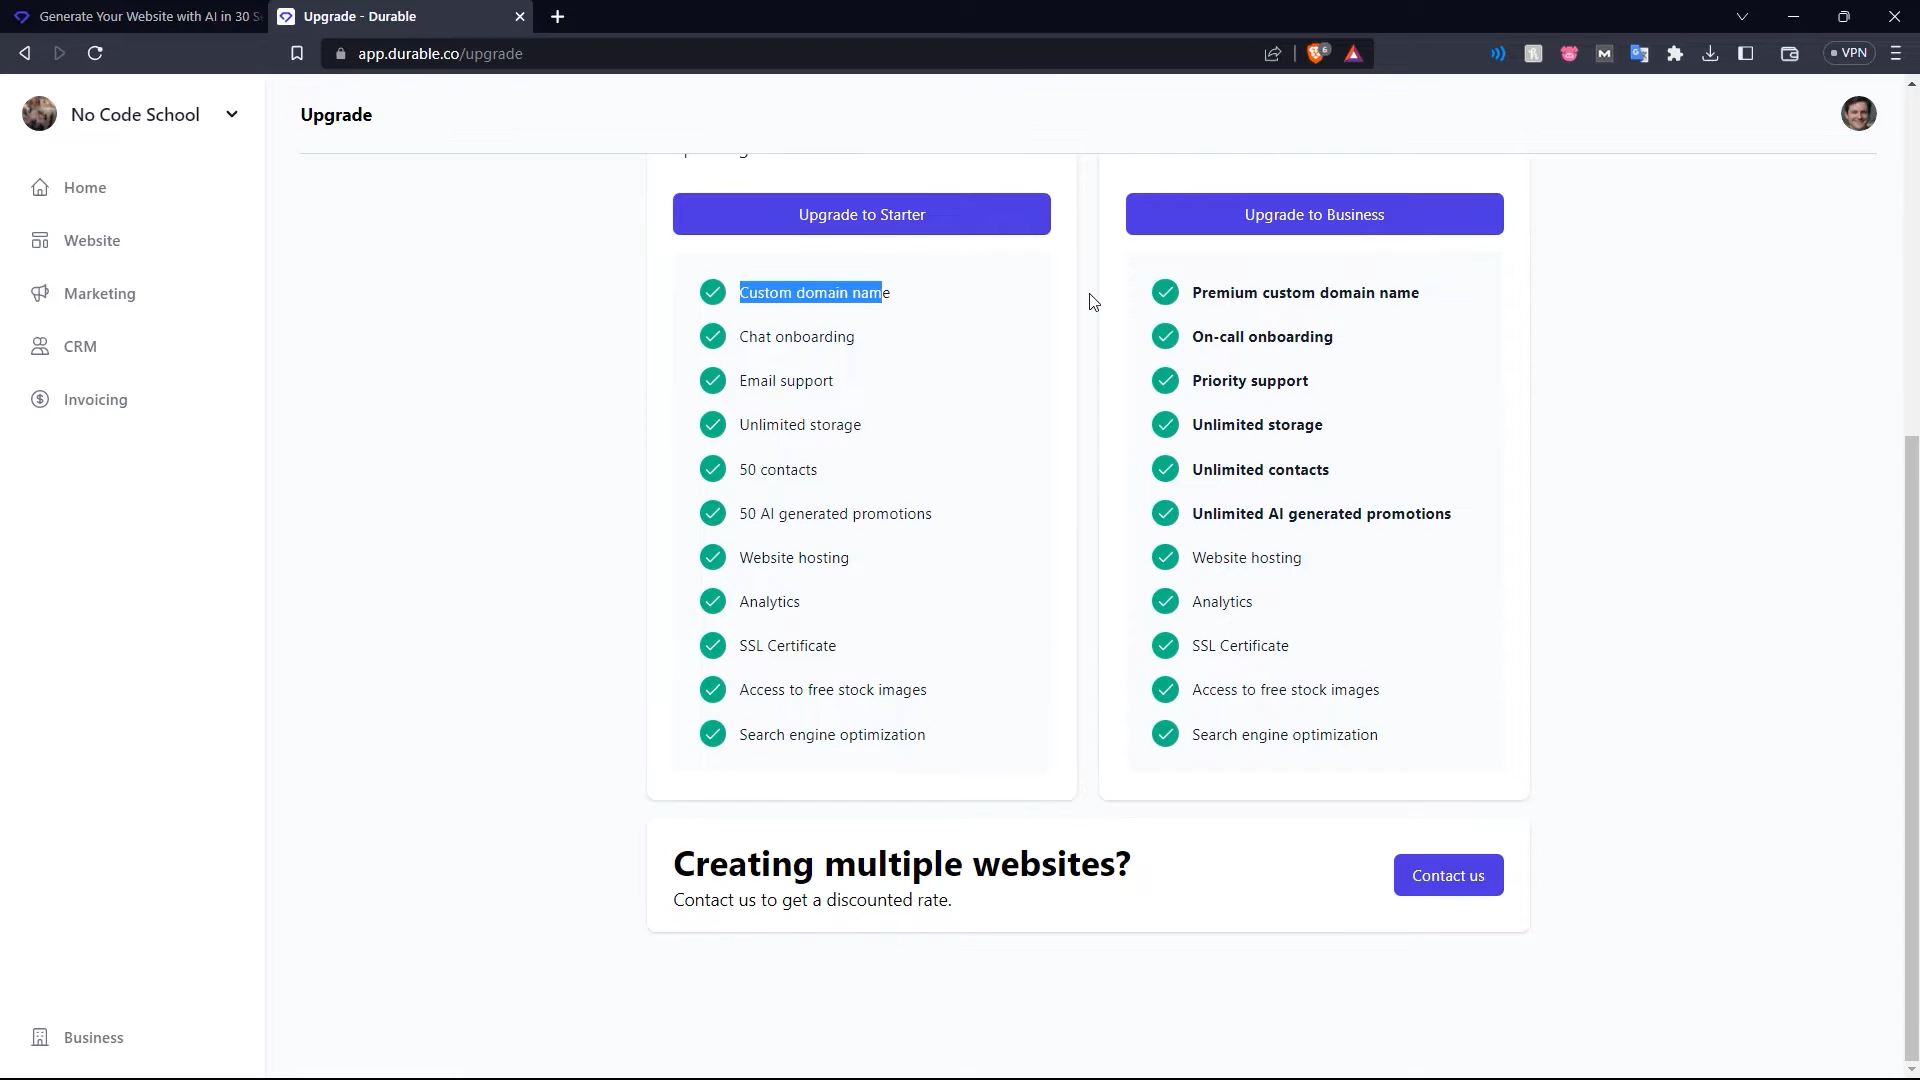 Generate Your Website with AI in 30 S
Upgrade - Durable
app.durable.co/upgrade
6
VPN
No Code School
Upgrade
Home
Website
Marketing
CRM
Invoicing
Business
Upgrade to Starter
Custom domain name
Chat onboarding
Email support
Unlimited storage
50 contacts
50 AI generated promotions
Website hosting
Analytics
SSL Certificate
Access to free stock images
Search engine optimization
Upgrade to Business
Premium custom domain name
On-call onboarding
Priority support
Unlimited storage
Unlimited contacts
Unlimited AI generated promotions
Website hosting
Analytics
SSL Certificate
Access to free stock images
Search engine optimization
Creating multiple websites?
Contact us to get a discounted rate.
Contact us